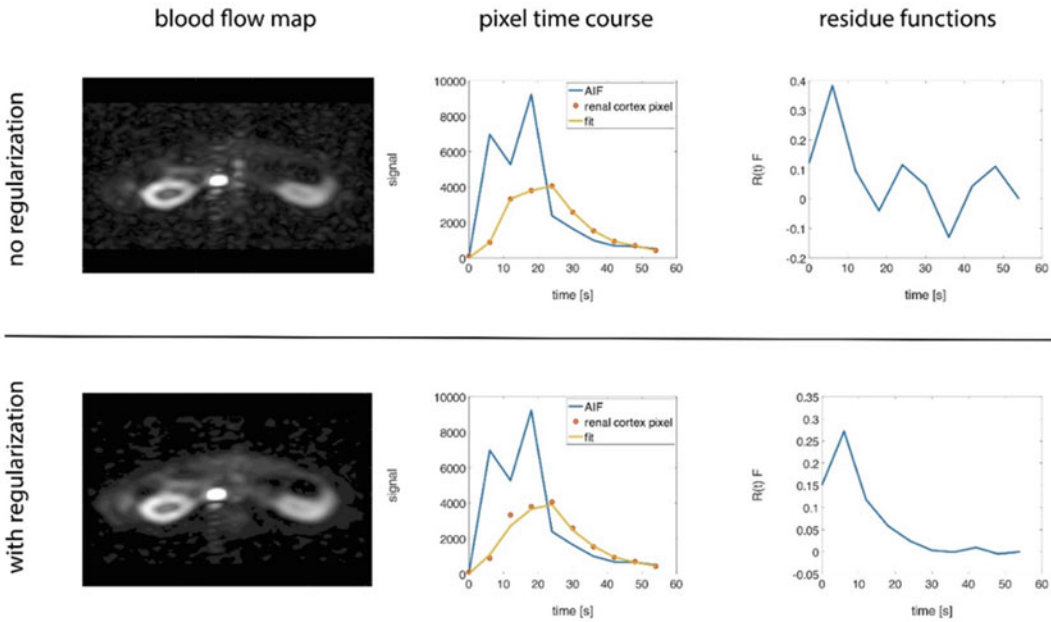 blood flow map
pixel time course
residue functions
no regularization
10000
8000
6000
4000
2000
0
signal
0 10 20 30 40 50 60
time [s]
AIF
renal cortex pixel
fit
0.4
0.3
0.2
0.1
0
-0.1
-0.2
R(t) F
0 10 20 30 40 50 60
time [s]
with regularization
10000
8000
6000
4000
2000
0
signal
0 10 20 30 40 50 60
time [s]
AIF
renal cortex pixel
fit
0.35
0.3
0.25
0.2
0.15
0.1
0.05
0
-0.05
R(t) F
0 10 20 30 40 50 60
time [s]